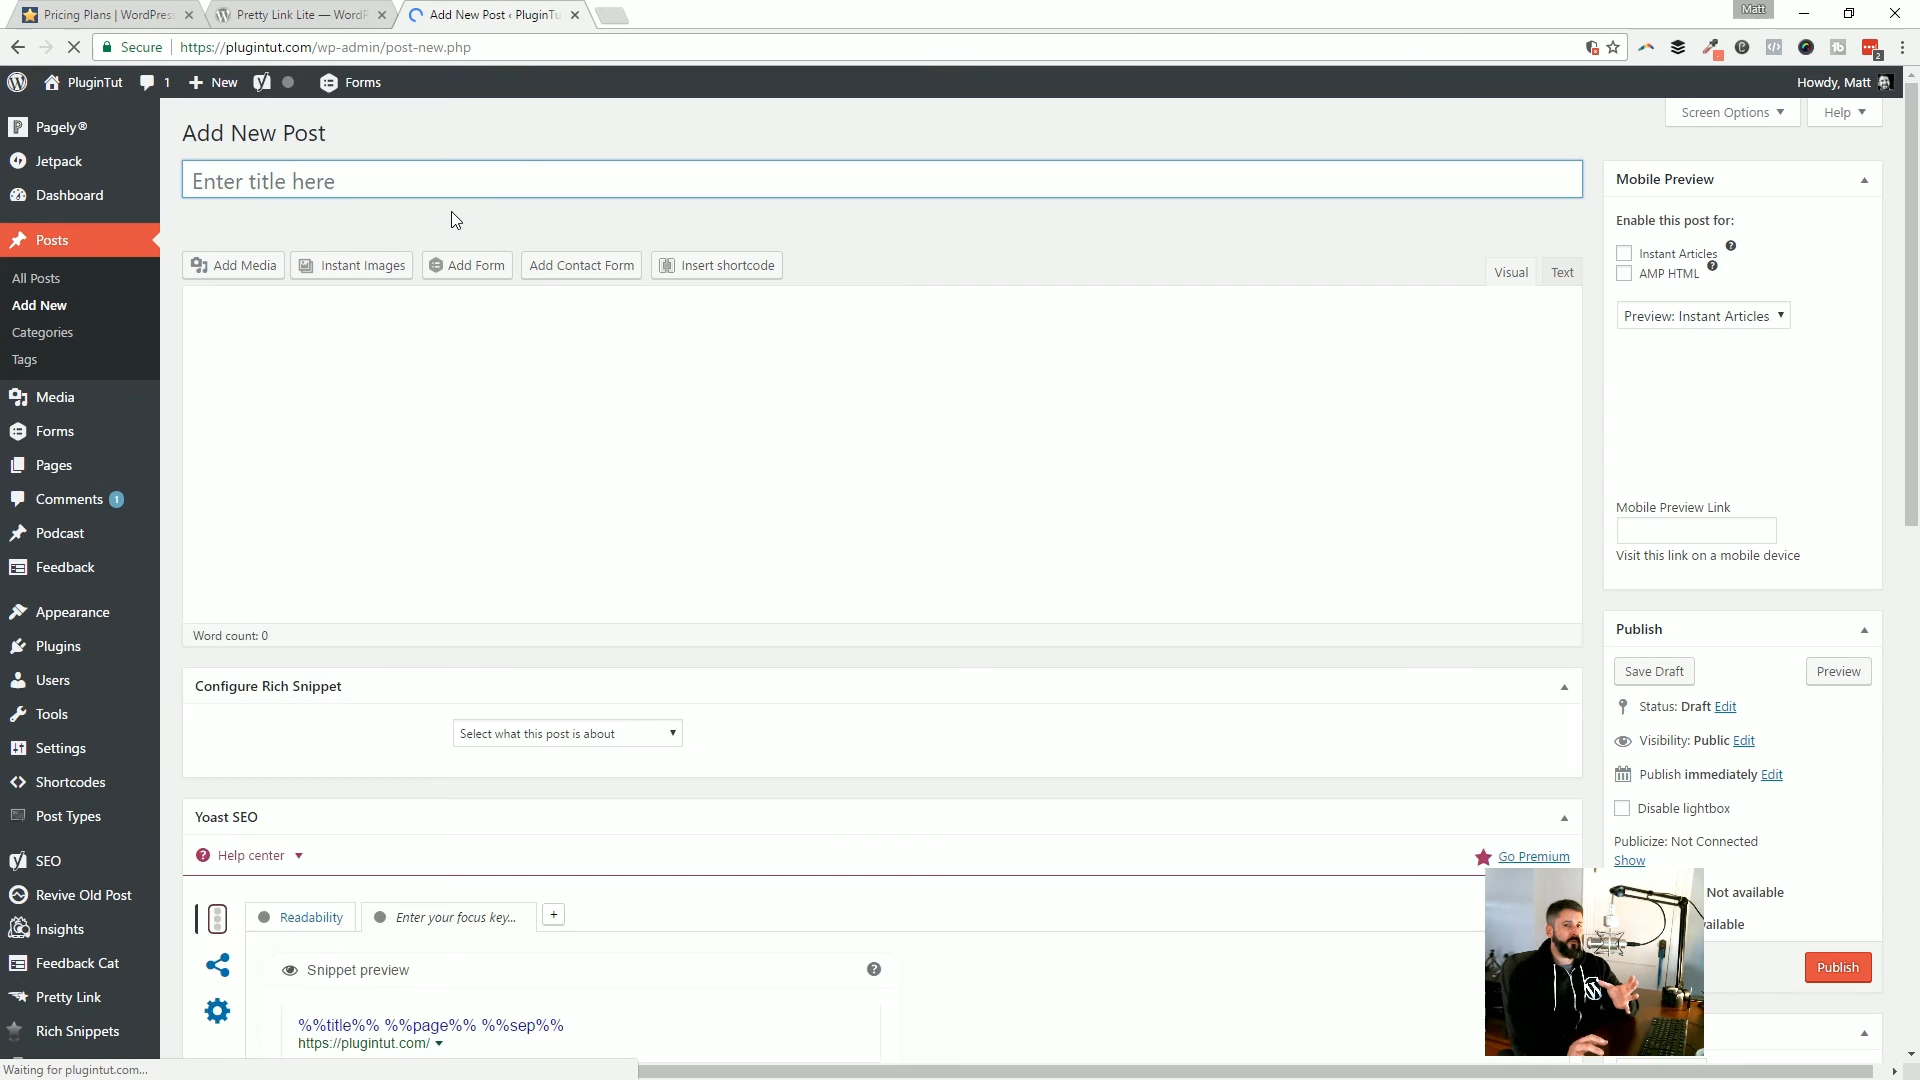 Pricing Plans | WordPress
Pretty Link Lite — WordP
Add New Post ‹ PluginTu
Matt
Secure
https://plugintut.com/wp-admin/post-new.php
2
PluginTut
1
New
Forms
Howdy, Matt
Pagely®
Jetpack
Dashboard
Posts
All Posts
Add New
Categories
Tags
Media
Forms
Pages
Comments 1
Podcast
Feedback
Appearance
Plugins
Users
Tools
Settings
Shortcodes
Post Types
SEO
Revive Old Post
Insights
Feedback Cat
Pretty Link
Rich Snippets
Screen Options
Help
Add New Post
Enter title here
Add Media
Instant Images
Add Form
Add Contact Form
Insert shortcode
Visual
Text
Word count: 0
Configure Rich Snippet
Select what this post is about
Yoast SEO
Help center
Go Premium
Readability
Enter your focus key...
+
Snippet preview
%%title%% %%page%% %%sep%%
https://plugintut.com/
Mobile Preview
Enable this post for:
Instant Articles
AMP HTML
Preview: Instant Articles
Mobile Preview Link
Visit this link on a mobile device
Publish
Save Draft
Preview
Status: Draft Edit
Visibility: Public Edit
Publish immediately Edit
Disable lightbox
Publicize: Not Connected
Show
Not available
Publish
Waiting for plugintut.com...